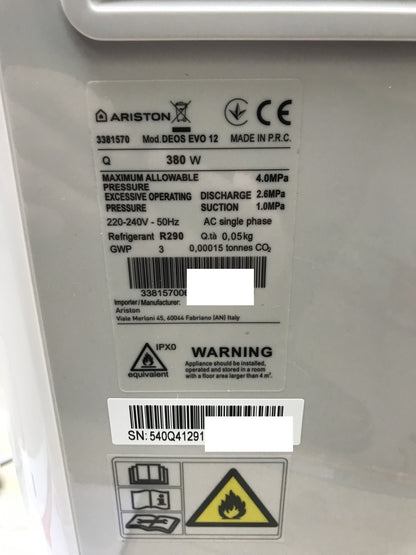 ARISTON CE
3381570 Mod.DEOS EVO 12 MADE IN P.R.C.
Q 380 W
MAXIMUM ALLOWABLE PRESSURE 4.0MPa
EXCESSIVE OPERATING PRESSURE DISCHARGE 2.6MPa
SUCTION 1.0MPa
220-240V - 50Hz AC single phase
Refrigerant R290 Q.tà 0,05kg
GWP 3 0,00015 tonnes CO₂
338157006
Importer/Manufacturer:
Ariston
Viale Merloni 45, 60044 Fabriano (AN) Italy
IPX0
equivalent
WARNING
Appliance should be installed,
operated and stored in a room
with a floor area larger than 4 m².
SN: 540Q41291